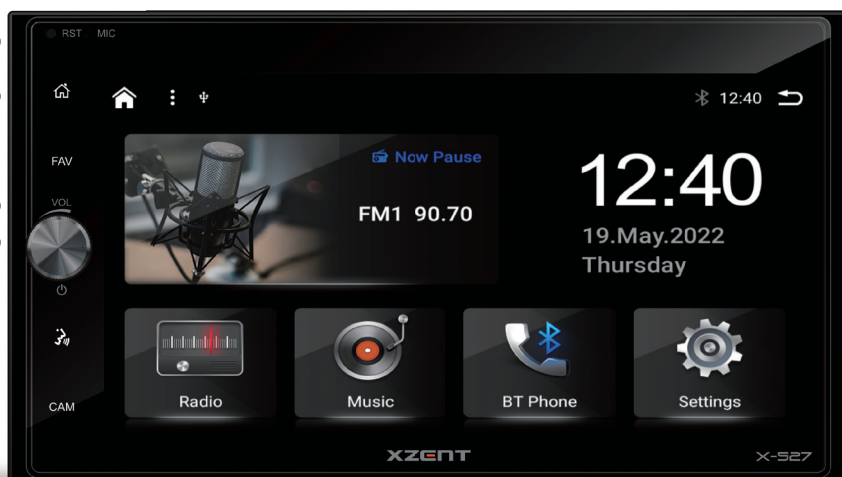 RST MIC
12:40
FAV
VOL
Now Pause
FM1 90.70
12:40
19.May.2022
Thursday
CAM
Radio
Music
BT Phone
Settings
XZENT
X-527